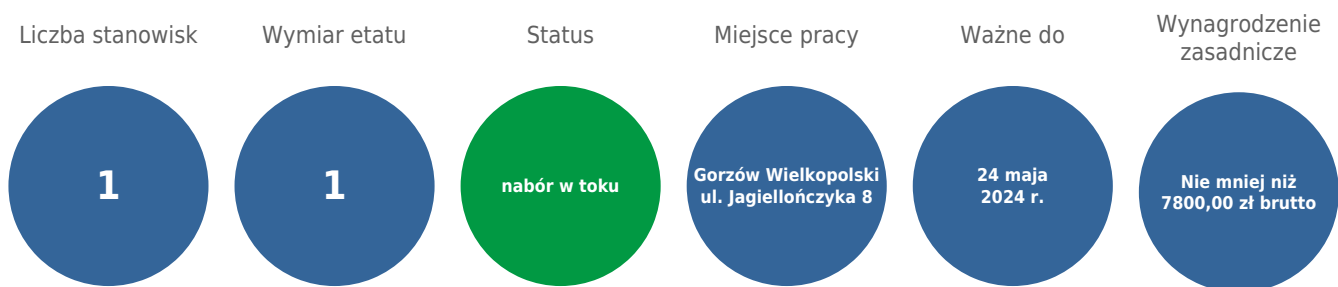 Liczba stanowisk
1
Wymiar etatu
1
Status
nabór w toku
Miejsce pracy
Gorzów Wielkopolski
ul. Jagiellończyka 8
Ważne do
24 maja
2024 r.
Wynagrodzenie
zasadnicze
Nie mniej niż
7800,00 zł brutto